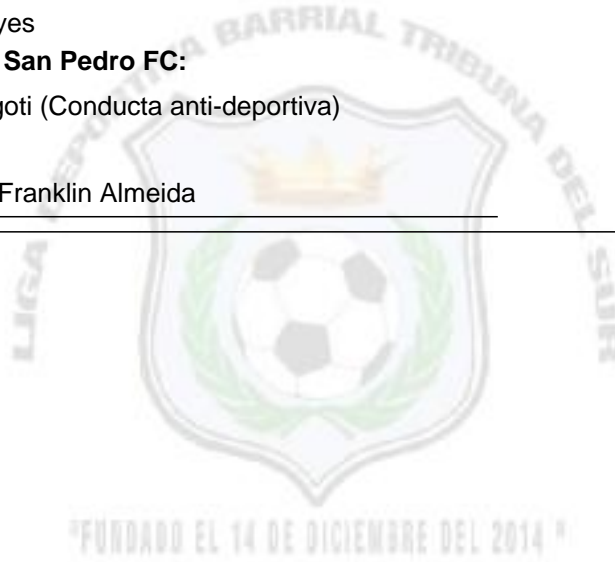 yes
San Pedro FC:
goti (Conducta anti-deportiva)
Franklin Almeida
LIGA DEPORTIVA BARRIAL TRIBUNA DEL SUR
"FUNDADO EL 14 DE DICIEMBRE DEL 2014 "